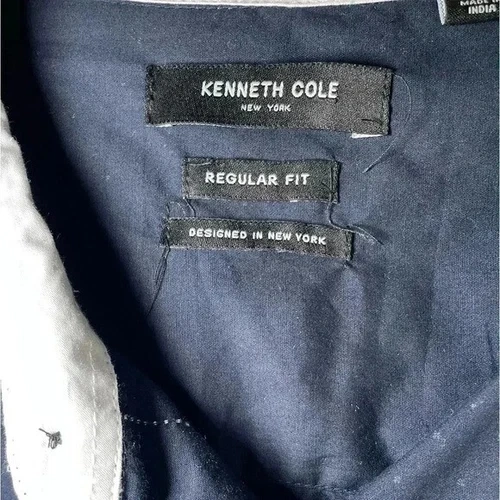 MADE IN
INDIA
KENNETH COLE
NEW YORK
REGULAR FIT
DESIGNED IN NEW YORK